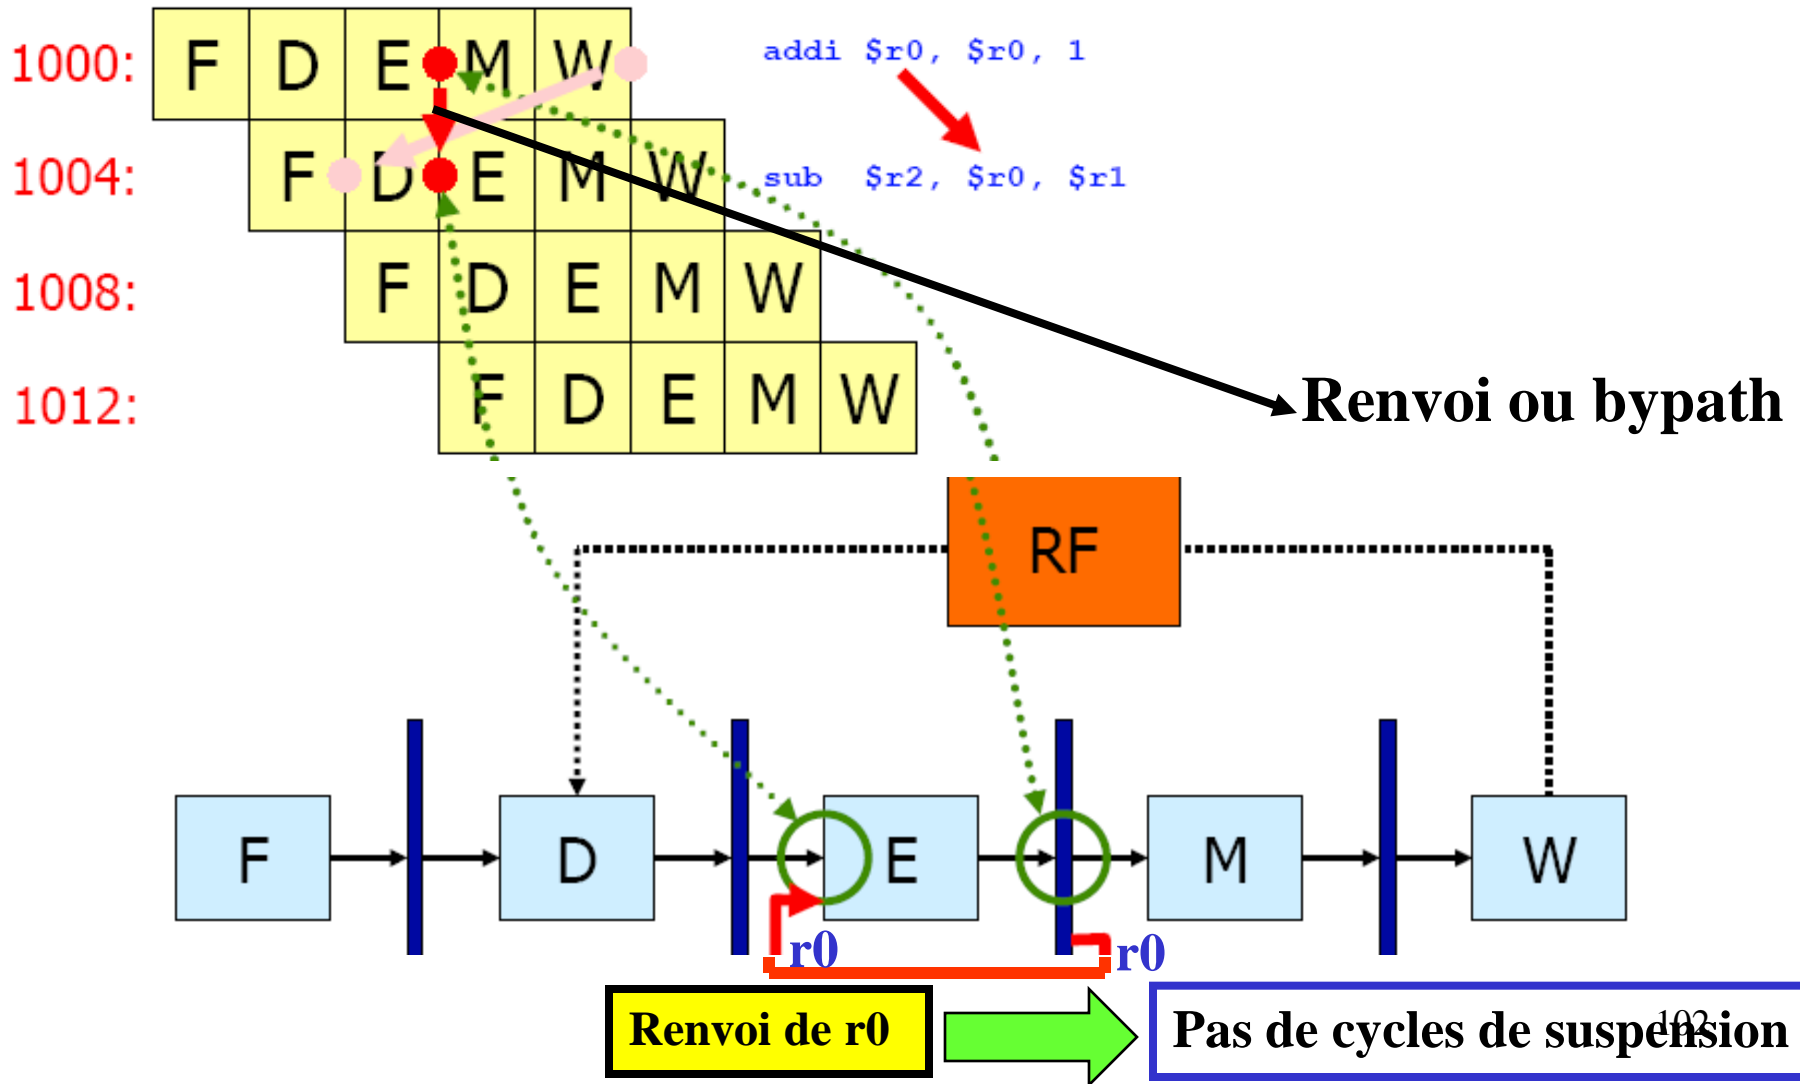 1000: F D E M W addi $r0, $r0, 1
1004: F D E M W sub $r2, $r0, $r1
1008: F D E M W
1012: F D E M W
Renvoi ou bypath
RF
F D E M W
r0 r0
Renvoi de r0 Pas de cycles de suspension
102